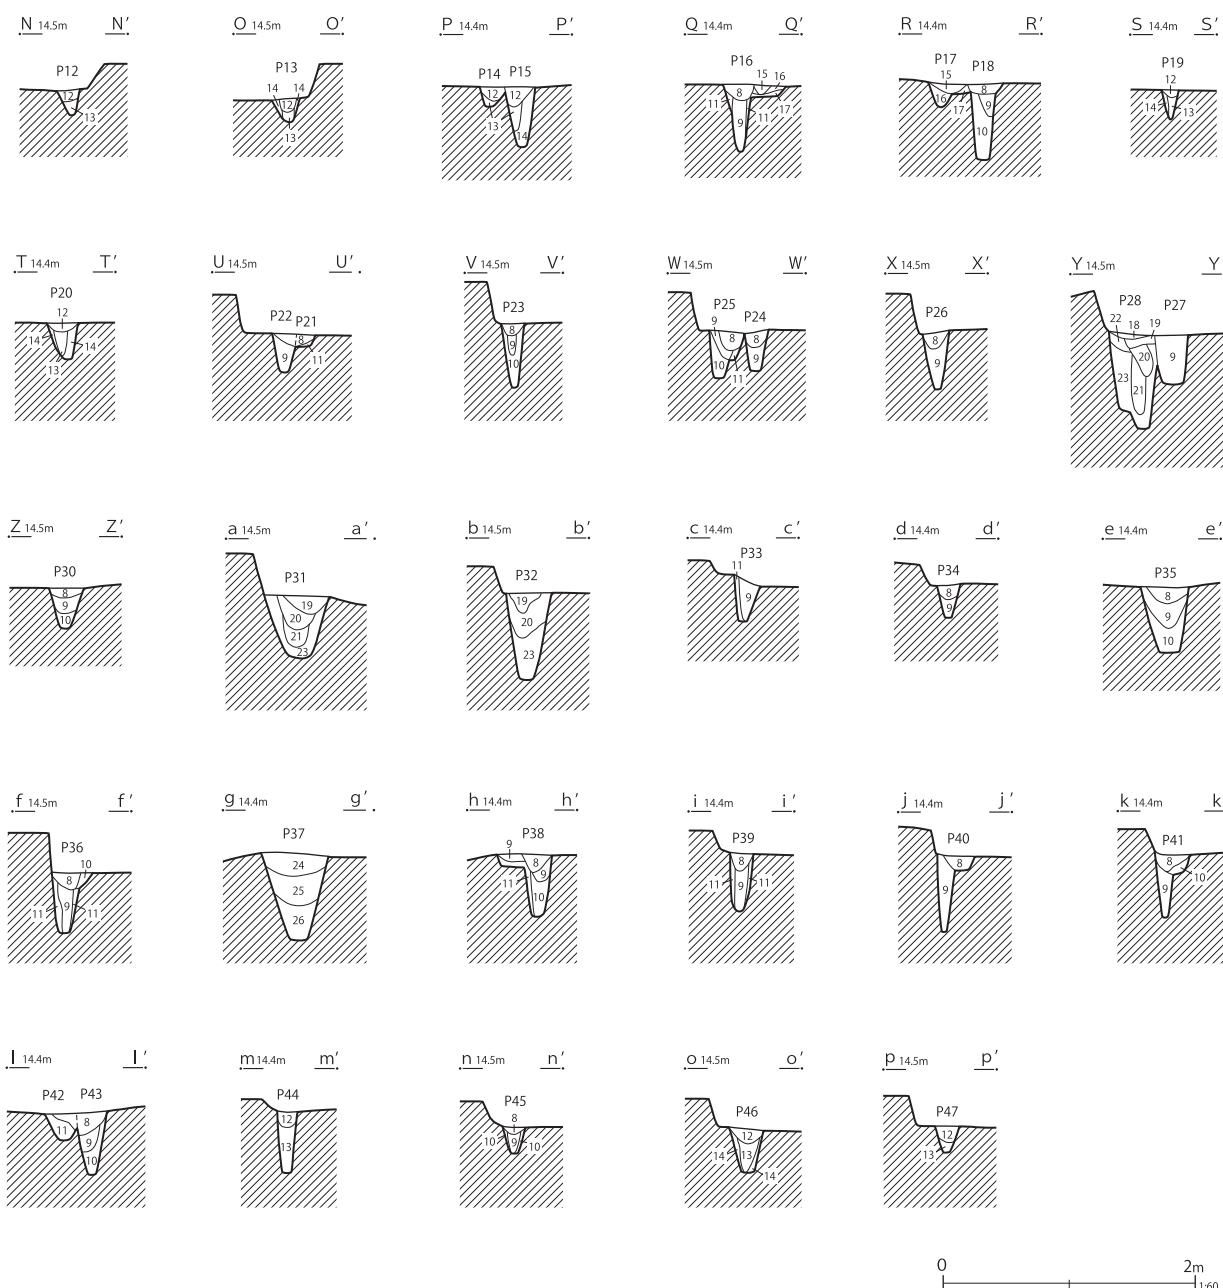 N 14.5m N′
P12
12
13
O 14.5m O′
P13
14 14
12
13
P 14.4m P′
P14 P15
12 12
13
14
Q 14.4m Q′
P16
15 16
8
11 11 17
9
R 14.4m R′
P17 P18
15
8
16 17 9
10
S 14.4m S′
P19
12
14 13
T 14.4m T′
P20
12
14 14
13
U 14.5m U′
P22 P21
8
9 11
V 14.5m V′
P23
8
9
10
W 14.5m W′
P25 P24
9
8 8
10 9
11
X 14.5m X′
P26
8
9
Y 14.5m Y
P28 P27
22 18 19
20 9
23
21
Z 14.5m Z′
P30
8
9
10
a 14.5m a′
P31
19
20
21
23
b 14.5m b′
P32
19
20
23
c 14.4m c′
P33
11
9
d 14.4m d′
P34
8
9
e 14.4m e′
P35
8
9
10
f 14.5m f′
P36
10
8
11 9 11
g 14.4m g′
P37
24
25
26
h 14.4m h′
P38
9
8
11 9
10
i 14.4m i′
P39
8
11 9 11
j 14.4m j′
P40
8
9
k 14.4m k
P41
8
10
9
l 14.4m l′
P42 P43
11 8
9
10
m 14.4m m′
P44
12
13
n 14.5m n′
P45
8
10 9 10
o 14.5m o′
P46
12
14 13
14
p 14.5m p′
P47
12
13
0 2m
1:60